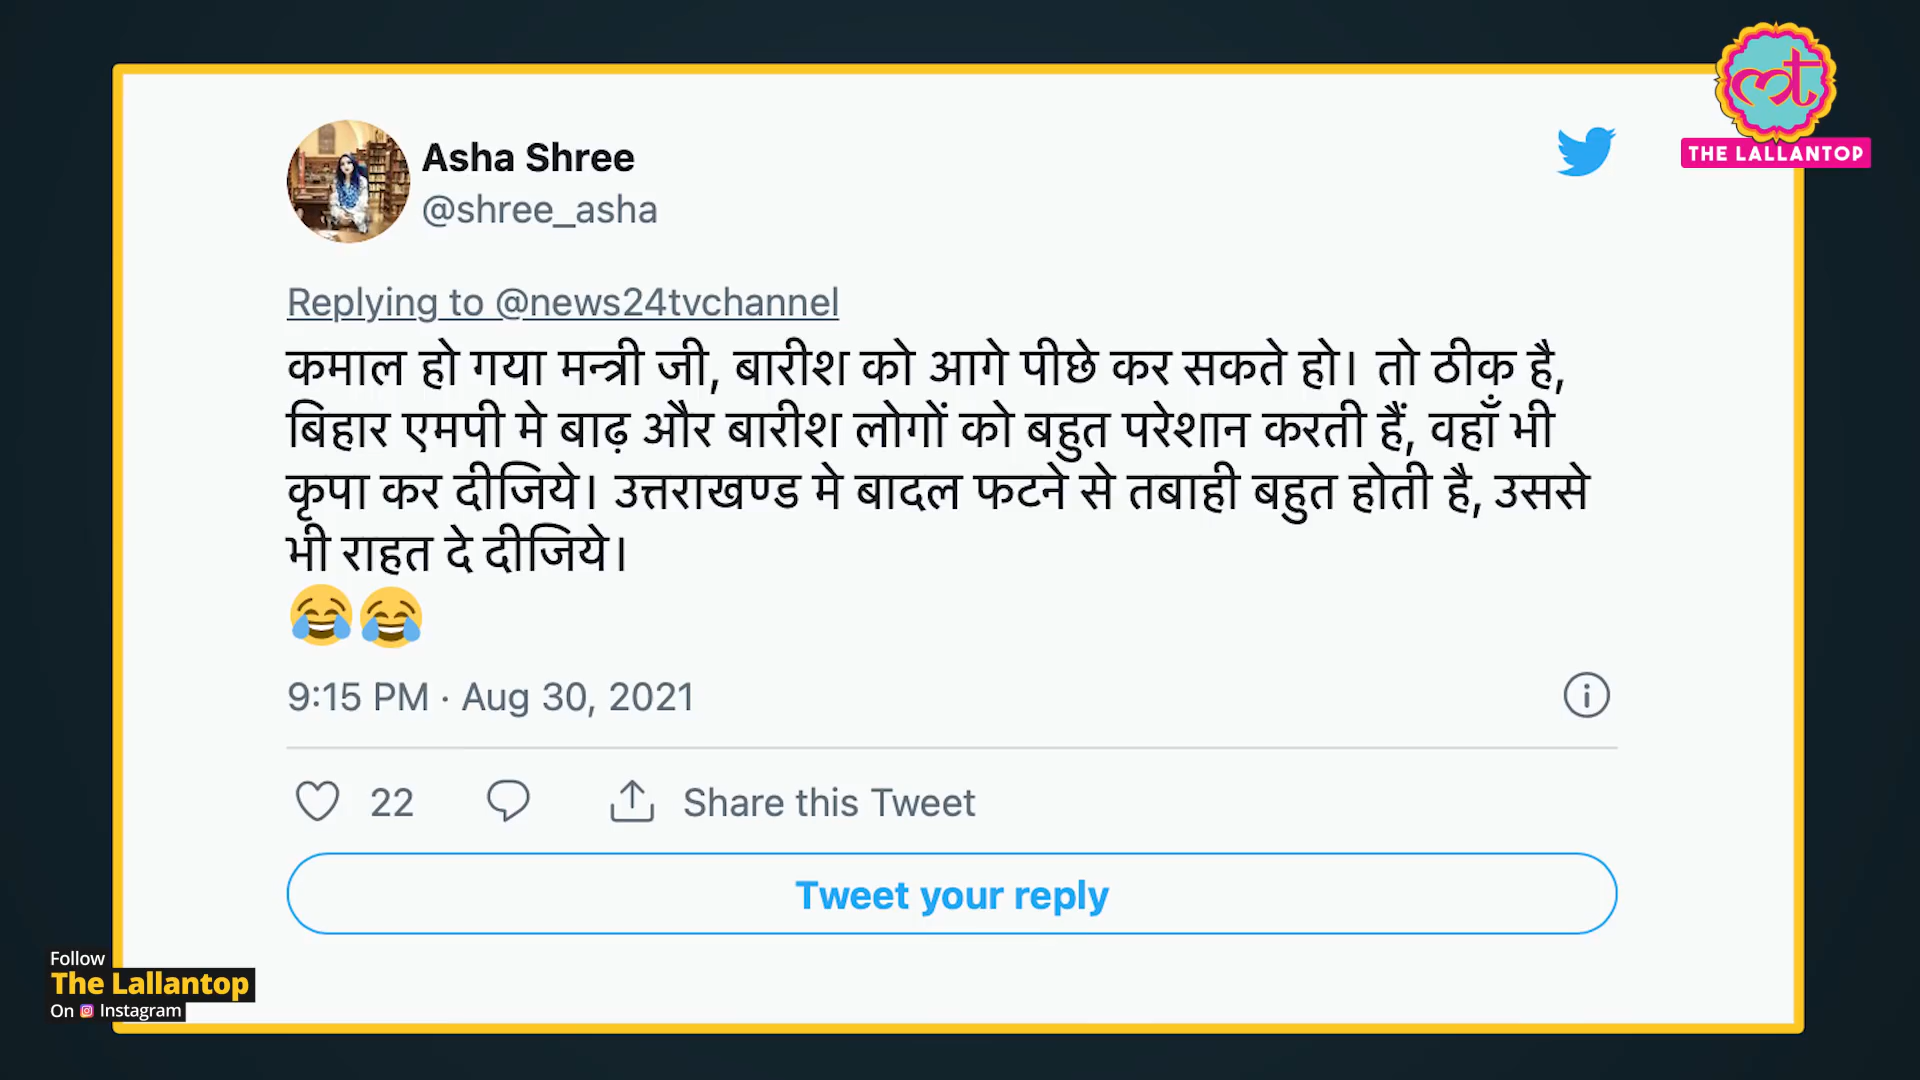 THE LALLANTOP
Asha Shree
@shree_asha
Replying to @news24tvchannel
कमाल हो गया मन्त्री जी, बारीश को आगे पीछे कर सकते हो। तो ठीक है,
बिहार एमपी मे बाढ़ और बारीश लोगों को बहुत परेशान करती हैं, वहाँ भी
कृपा कर दीजिये। उत्तराखण्ड मे बादल फटने से तबाही बहुत होती है, उससे
भी राहत दे दीजिये।
😂😂
9:15 PM · Aug 30, 2021
22
Share this Tweet
Tweet your reply
Follow
The Lallantop
On Instagram